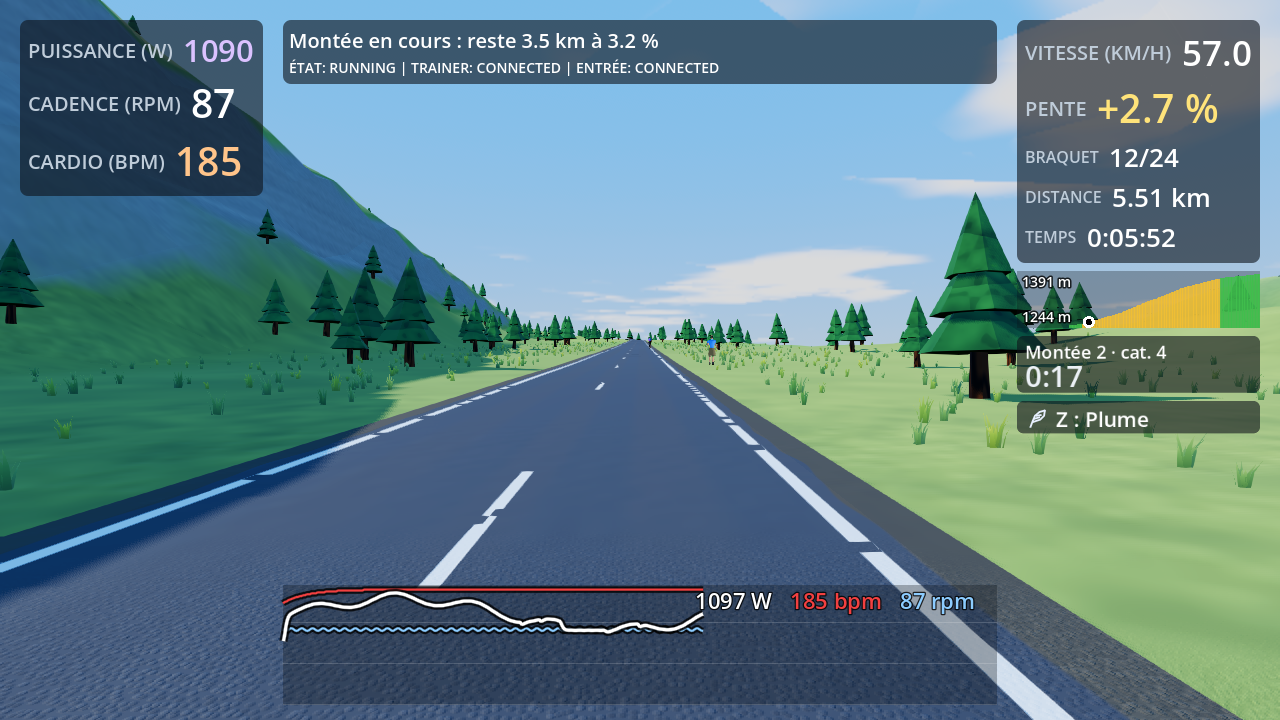 PUISSANCE (W) 1090
CADENCE (RPM) 87
CARDIO (BPM) 185
Montée en cours : reste 3.5 km à 3.2 %
ÉTAT: RUNNING | TRAINER: CONNECTED | ENTRÉE: CONNECTED
VITESSE (KM/H) 57.0
PENTE +2.7 %
BRAQUET 12/24
DISTANCE 5.51 km
TEMPS 0:05:52
1391 m
1244 m
Montée 2 · cat. 4
0:17
Z : Plume
1097 W 185 bpm 87 rpm